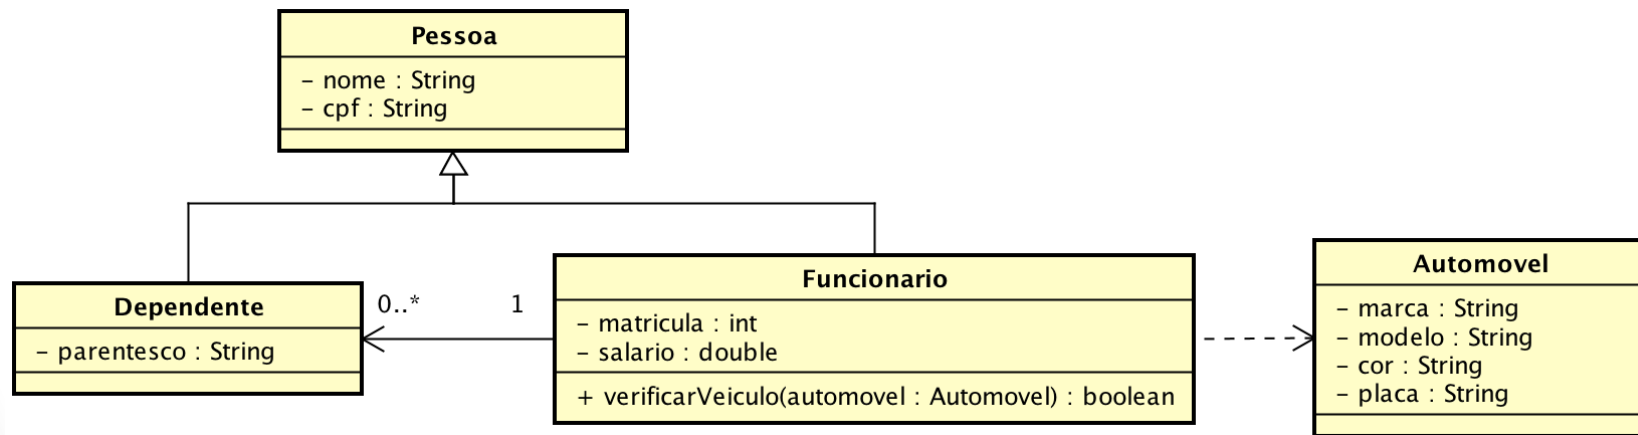 Pessoa
– nome : String
– cpf : String
Dependente
– parentesco : String
0..*
1
Funcionario
– matricula : int
– salario : double
+ verificarVeiculo(automovel : Automovel) : boolean
Automovel
– marca : String
– modelo : String
– cor : String
– placa : String